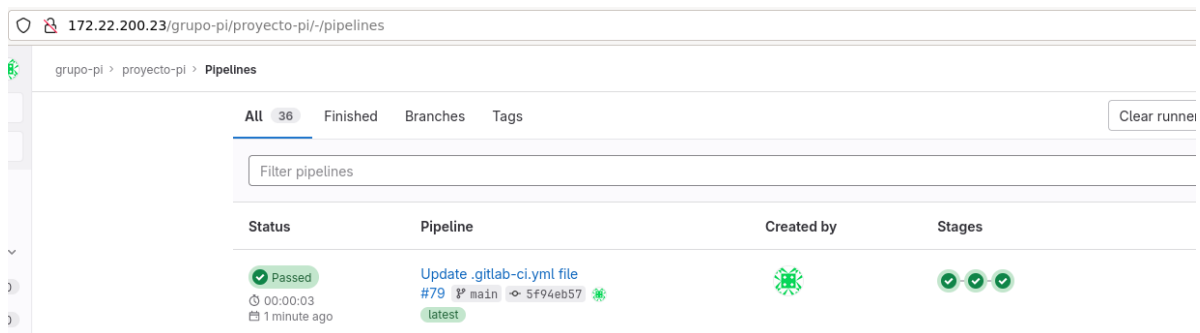 172.22.200.23/grupo-pi/proyecto-pi/-/pipelines
grupo-pi > proyecto-pi > Pipelines
All 36 Finished Branches Tags Clear runner
Filter pipelines
Status Pipeline Created by Stages
Passed Update .gitlab-ci.yml file
#79 main 5f94eb57
00:00:03
1 minute ago latest